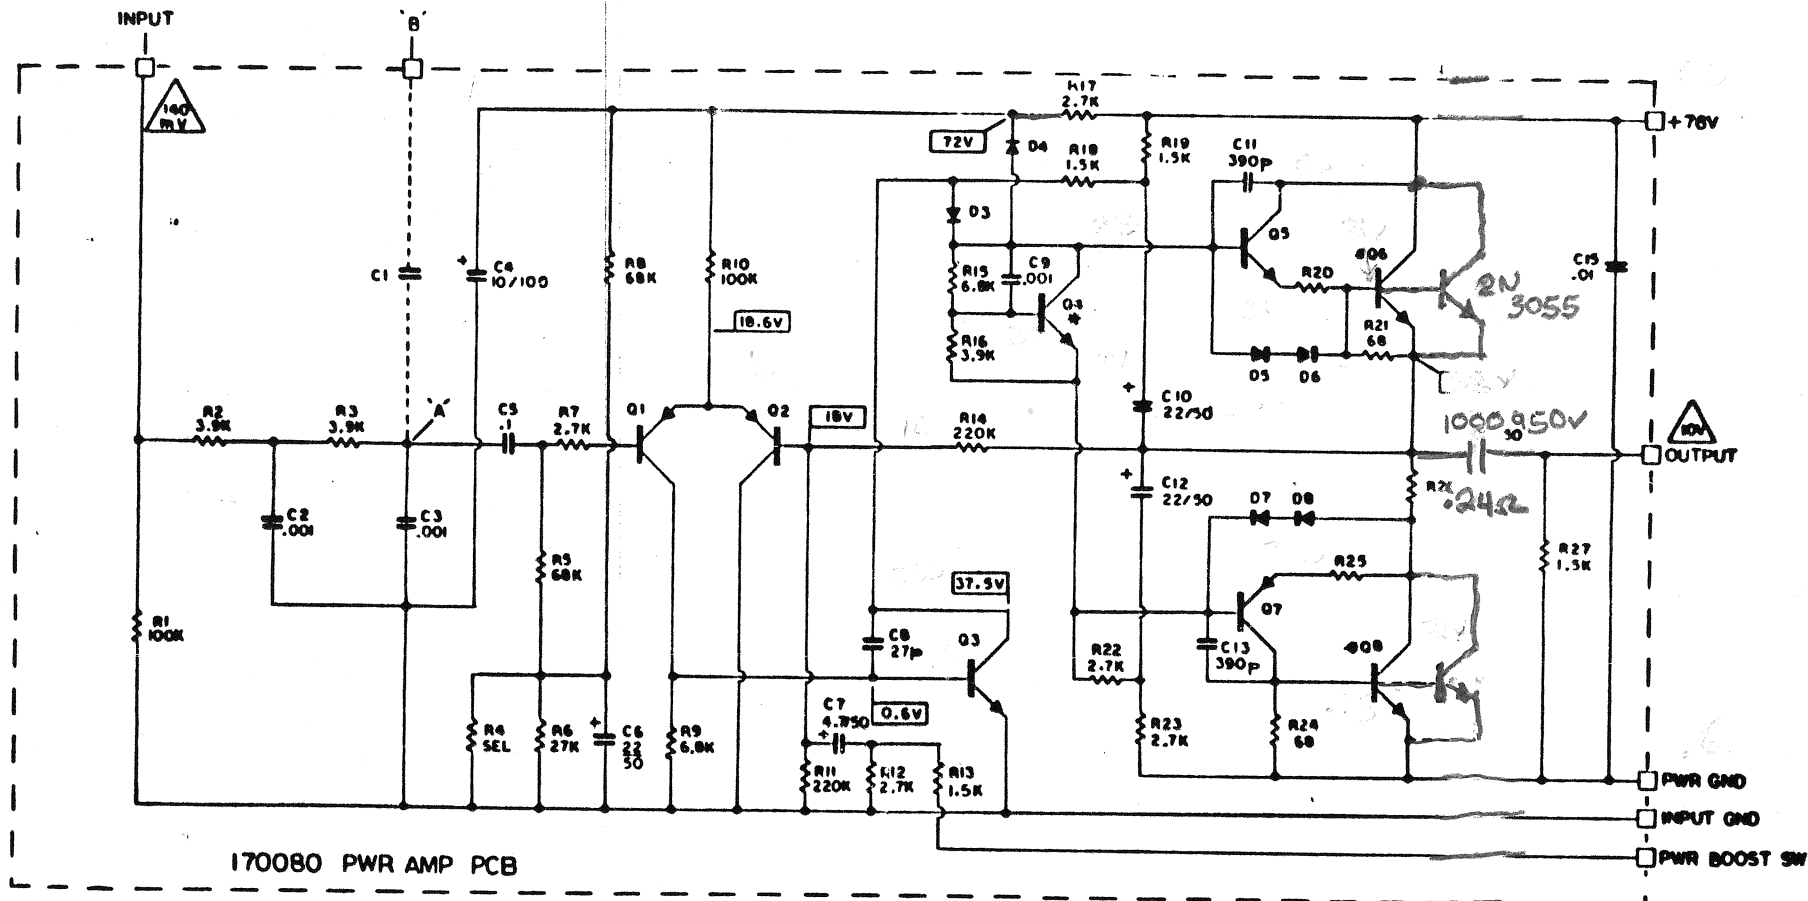 INPUT
'B'
140
mV
+76V
R17
2.7K
72V
D4
R18
1.5K
R19
1.5K
C11
390p
D3
Q5
Q06
R20
C15
.01
2N
3055
C1
C4
+
10/100
R8
68K
R10
100K
R15
6.8K
C9
.001
Q4
*
18.6V
R16
3.9K
R21
68
D5
D6
+
C10
22/50
R2
3.9K
R3
3.9K
'A'
C5
.1
R7
2.7K
Q1
Q2
18V
R14
220K
1000 @50V
50
10V
OUTPUT
+
C12
22/50
D7
D8
.24Ω
C2
.001
C3
.001
R5
68K
R25
R27
1.5K
37.5V
Q7
R1
100K
C8
27p
Q3
R22
2.7K
C13
390p
Q08
0.6V
R4
SEL
R6
27K
+
C6
22
50
R9
6.8K
C7
4.7/50
+
R11
220K
R12
2.7K
R13
1.5K
R23
2.7K
R24
68
PWR GND
INPUT GND
PWR BOOST SW
170080 PWR AMP PCB